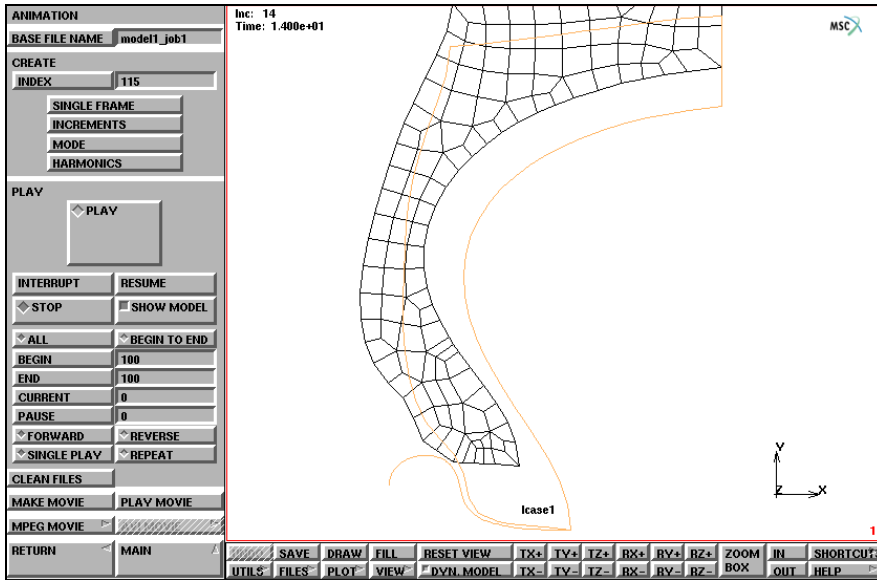 ANIMATION
BASE FILE NAME model1_job1
CREATE
INDEX 115
SINGLE FRAME
INCREMENTS
MODE
HARMONICS
PLAY
PLAY
INTERRUPT RESUME
STOP SHOW MODEL
ALL BEGIN TO END
BEGIN 100
END 100
CURRENT 0
PAUSE 0
FORWARD REVERSE
SINGLE PLAY REPEAT
CLEAN FILES
MAKE MOVIE PLAY MOVIE
MPEG MOVIE AVI MOVIE
RETURN MAIN
Inc: 14
Time: 1.400e+01
MSC
lcase1
Y
Z X
1
SAVE DRAW FILL RESET VIEW TX+ TY+ TZ+ RX+ RY+ RZ+ ZOOM BOX IN SHORTCUTS
UTILS FILES PLOT VIEW DYN. MODEL TX- TY- TZ- RX- RY- RZ- OUT HELP